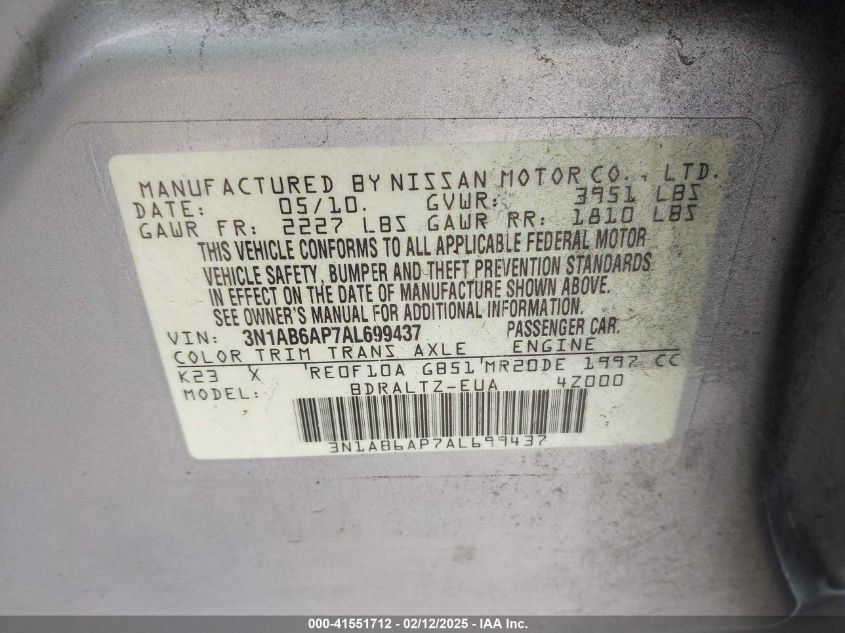 MANUFACTURED BY NISSAN MOTOR CO., LTD.
DATE: 05/10. GVWR: 3951 LBS
GAWR FR: 2227 LBS GAWR RR: 1810 LBS
THIS VEHICLE CONFORMS TO ALL APPLICABLE FEDERAL MOTOR
VEHICLE SAFETY, BUMPER AND THEFT PREVENTION STANDARDS
IN EFFECT ON THE DATE OF MANUFACTURE SHOWN ABOVE.
SEE OWNER'S MANUAL FOR ADDITIONAL INFORMATION.
VIN: 3N1AB6AP7AL699437 PASSENGER CAR.
COLOR TRIM TRANS AXLE ENGINE
K23 X RE0F10A GB51 MR20DE 1997 CC
MODEL: BDRALTZ-EUA 4Z000
3N1AB6AP7AL699437
000-41551712 - 02/12/2025 - IAA Inc.